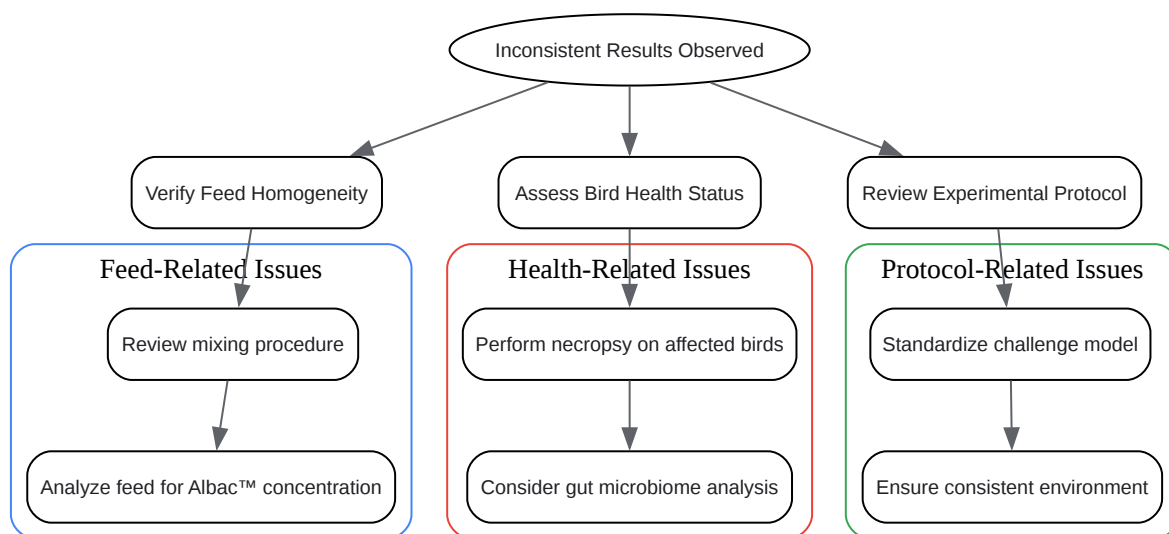 Inconsistent Results Observed
Verify Feed Homogeneity
Assess Bird Health Status
Review Experimental Protocol
Feed-Related Issues
Health-Related Issues
Protocol-Related Issues
Review mixing procedure
Perform necropsy on affected birds
Standardize challenge model
Analyze feed for Albac™ concentration
Consider gut microbiome analysis
Ensure consistent environment